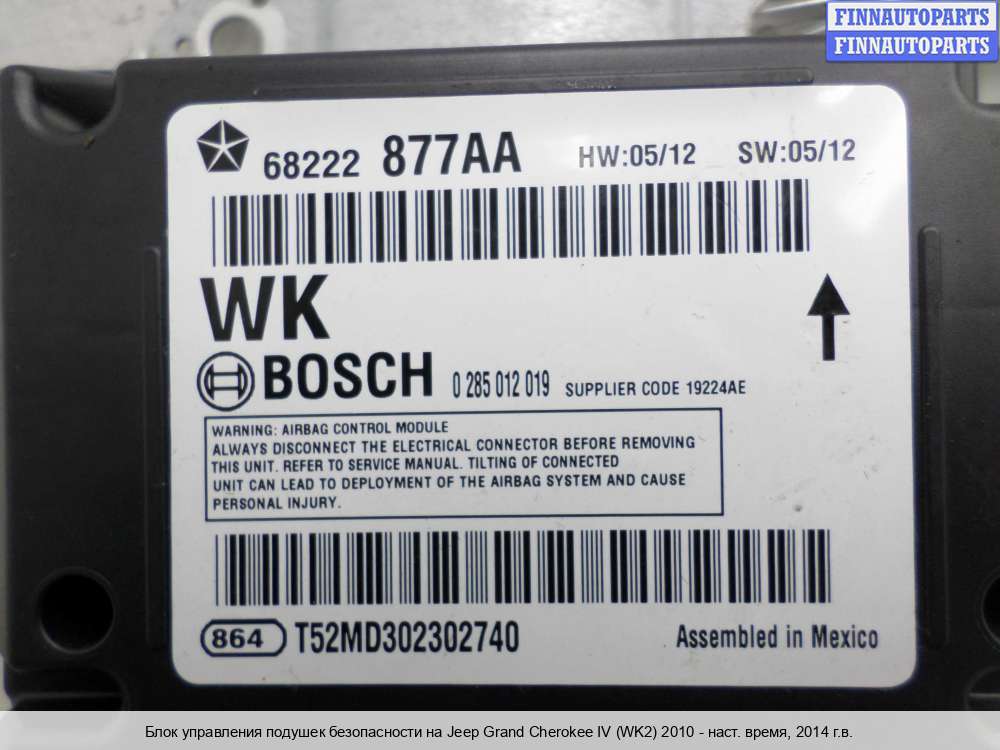 FINNAUTOPARTS
FINNAUTOPARTS
68222 877AA HW:05/12 SW:05/12
WK
BOSCH 0 285 012 019 SUPPLIER CODE 19224AE
WARNING: AIRBAG CONTROL MODULE
ALWAYS DISCONNECT THE ELECTRICAL CONNECTOR BEFORE REMOVING
THIS UNIT. REFER TO SERVICE MANUAL. TILTING OF CONNECTED
UNIT CAN LEAD TO DEPLOYMENT OF THE AIRBAG SYSTEM AND CAUSE
PERSONAL INJURY.
864 T52MD302302740 Assembled in Mexico
Блок управления подушек безопасности на Jeep Grand Cherokee IV (WK2) 2010 - наст. время, 2014 г.в.